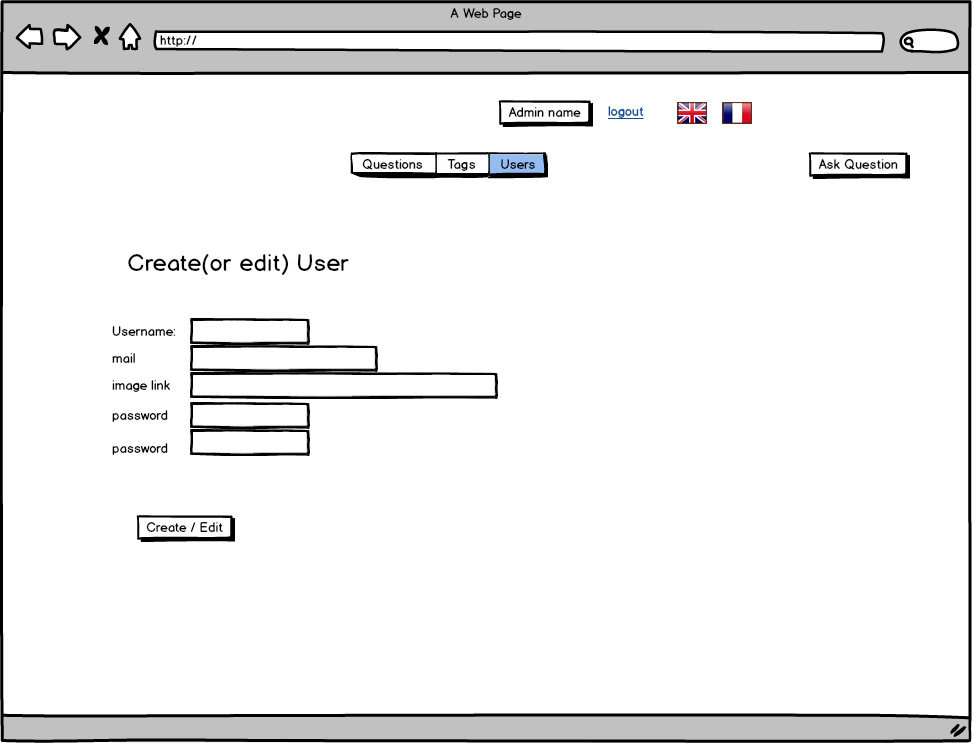 A Web Page
http://
Admin name logout
Questions Tags Users Ask Question
Create(or edit) User
Username:
mail
image link
password
password
Create / Edit